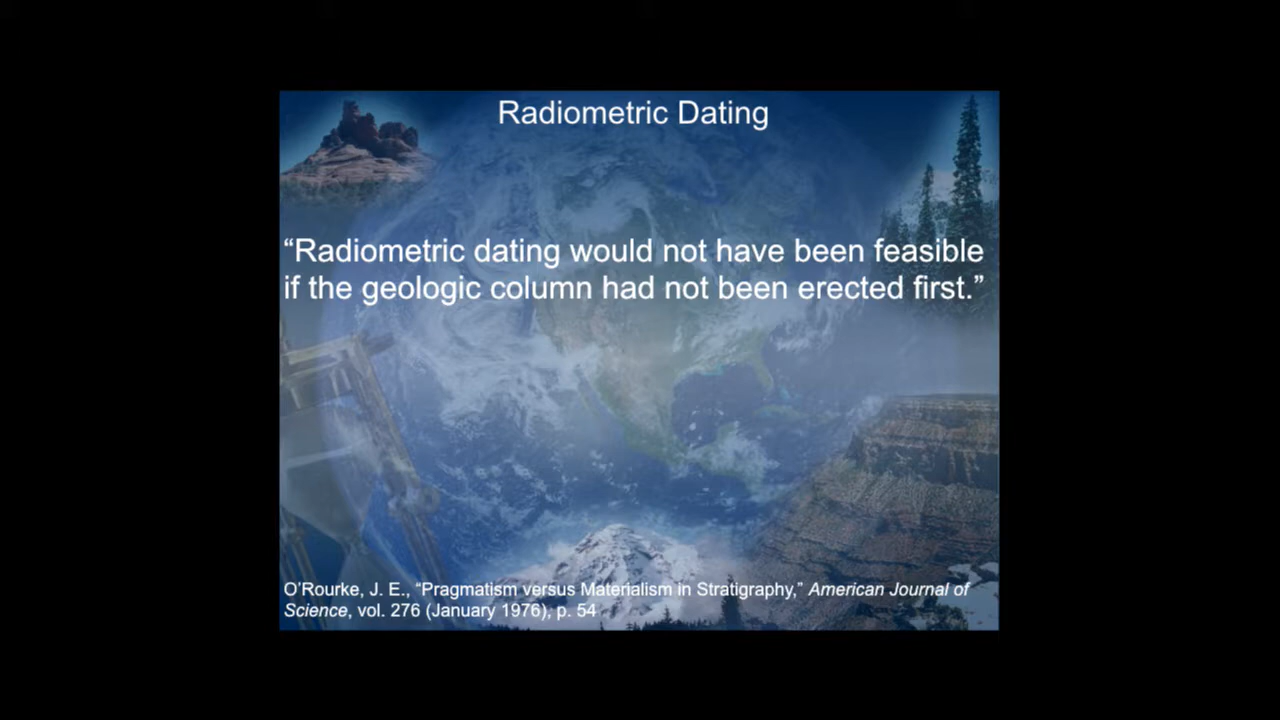 Radiometric Dating
“Radiometric dating would not have been feasible
if the geologic column had not been erected first.”
O’Rourke, J. E., “Pragmatism versus Materialism in Stratigraphy,” American Journal of
Science, vol. 276 (January 1976), p. 54